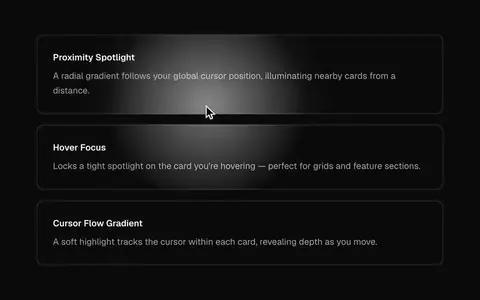 Proximity Spotlight
A radial gradient follows your global cursor position, illuminating nearby cards from a
distance.
Hover Focus
Locks a tight spotlight on the card you're hovering — perfect for grids and feature sections.
Cursor Flow Gradient
A soft highlight tracks the cursor within each card, revealing depth as you move.